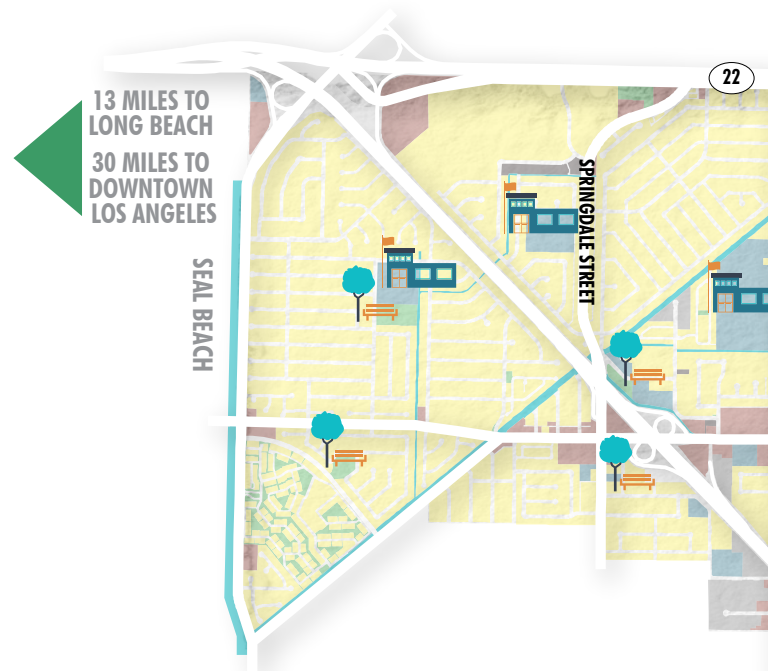 22
13 MILES TO
LONG BEACH
30 MILES TO
DOWNTOWN
LOS ANGELES
SPRINGDALE STREET
SEAL BEACH